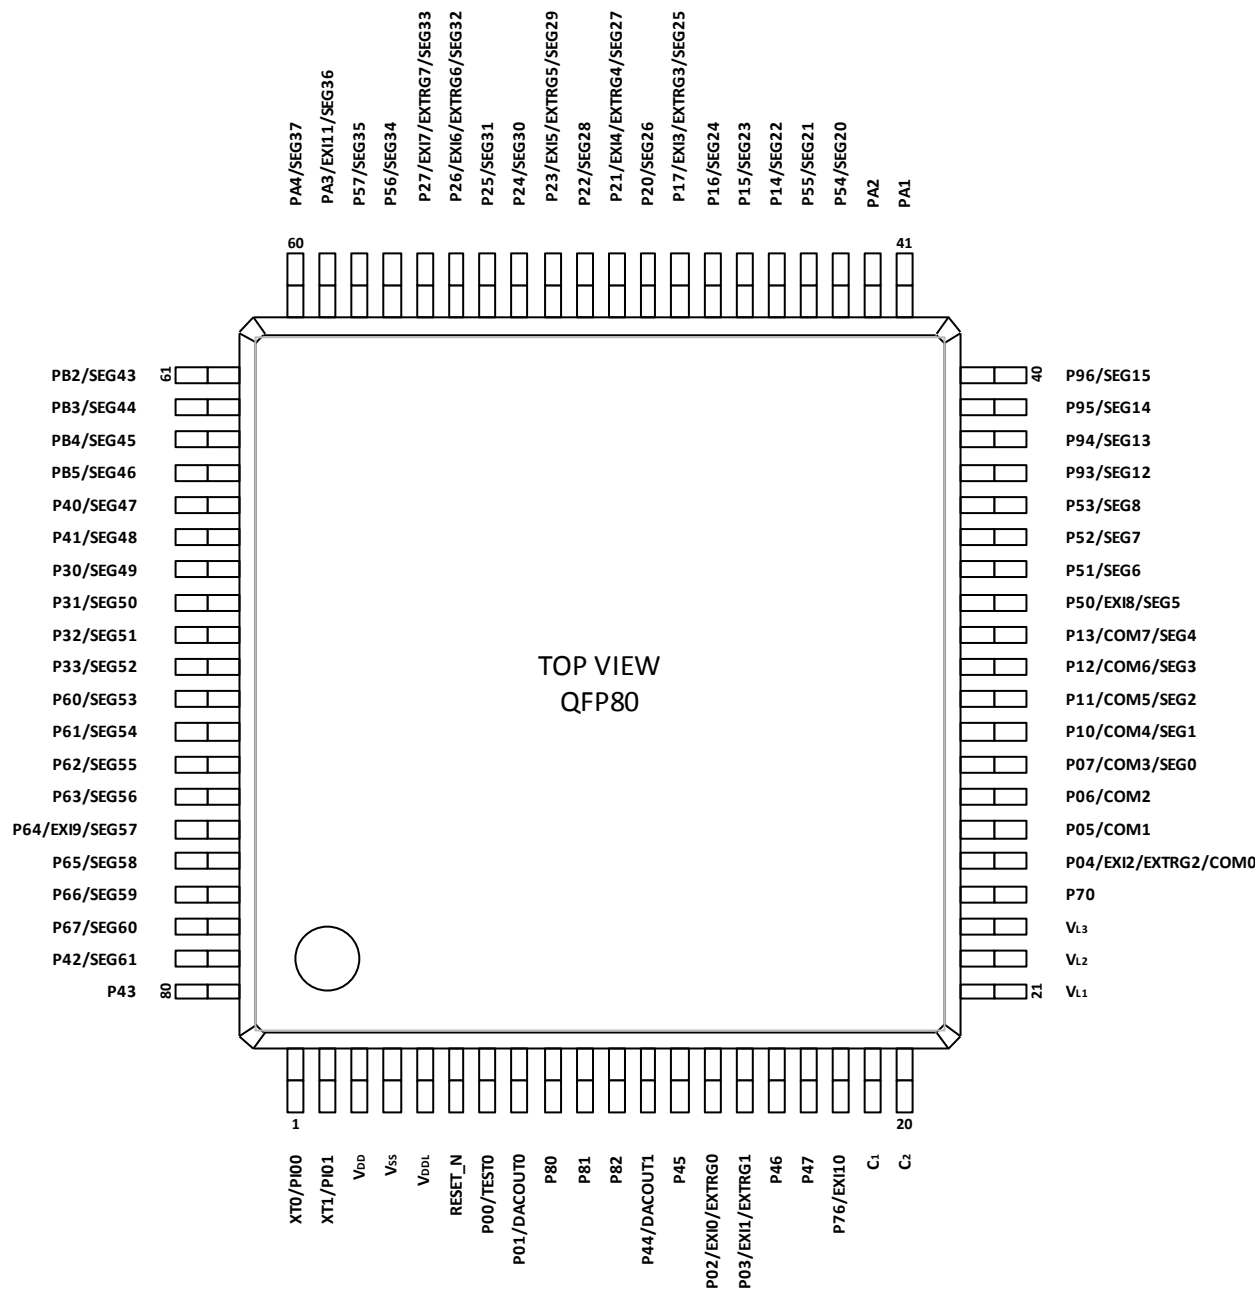 PA4/SEG37
PA3/EXI11/SEG36
P57/SEG35
P56/SEG34
P27/EXI7/EXTRG7/SEG33
P26/EXI6/EXTRG6/SEG32
P25/SEG31
P24/SEG30
P23/EXI5/EXTRG5/SEG29
P22/SEG28
P21/EXI4/EXTRG4/SEG27
P20/SEG26
P17/EXI3/EXTRG3/SEG25
P16/SEG24
P15/SEG23
P14/SEG22
P55/SEG21
P54/SEG20
PA2
PA1
60
41
PB2/SEG43
61
PB3/SEG44
PB4/SEG45
PB5/SEG46
P40/SEG47
P41/SEG48
P30/SEG49
P31/SEG50
P32/SEG51
P33/SEG52
P60/SEG53
P61/SEG54
P62/SEG55
P63/SEG56
P64/EXI9/SEG57
P65/SEG58
P66/SEG59
P67/SEG60
P42/SEG61
P43
80
TOP VIEW
QFP80
40
P96/SEG15
P95/SEG14
P94/SEG13
P93/SEG12
P53/SEG8
P52/SEG7
P51/SEG6
P50/EXI8/SEG5
P13/COM7/SEG4
P12/COM6/SEG3
P11/COM5/SEG2
P10/COM4/SEG1
P07/COM3/SEG0
P06/COM2
P05/COM1
P04/EXI2/EXTRG2/COM0
P70
VL3
VL2
21
VL1
1
20
XT0/PI00
XT1/PI01
VDD
VSS
VDDL
RESET_N
P00/TEST0
P01/DACOUT0
P80
P81
P82
P44/DACOUT1
P45
P02/EXI0/EXTRG0
P03/EXI1/EXTRG1
P46
P47
P76/EXI10
C1
C2